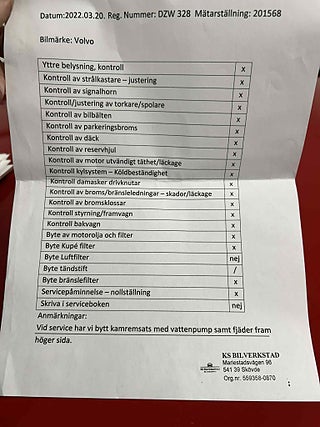 Datum:2022.03.20. Reg. Nummer: DZW 328 Mätarställning: 201568
Bilmärke: Volvo
Yttre belysning, kontroll x
Kontroll av strålkastare – justering x
Kontroll av signalhorn x
Kontroll/justering av torkare/spolare x
Kontroll av bilbälten x
Kontroll av parkeringsbroms x
Kontroll av däck x
Kontroll av reservhjul x
Kontroll av motor utvändigt täthet/läckage x
Kontroll kylsystem – Köldbeständighet x
Kontroll damasker drivknutar x
Kontroll av broms/bränsleledningar – skador/läckage x
Kontroll av bromsklossar x
Kontroll styrning/framvagn x
Kontroll bakvagn x
Byte av motorolja och filter x
Byte Kupé filter x
Byte Luftfilter nej
Byte tändstift /
Byte bränslefilter x
Servicepåminnelse – nollställning x
Skriva i serviceboken nej
Anmärkningar:
Vid service har vi bytt kamremsats med vattenpump samt fjäder fram
höger sida.
KS BILVERKSTAD
Mariestadsvägen 96
541 39 Skövde
Org.nr. 559358-0870